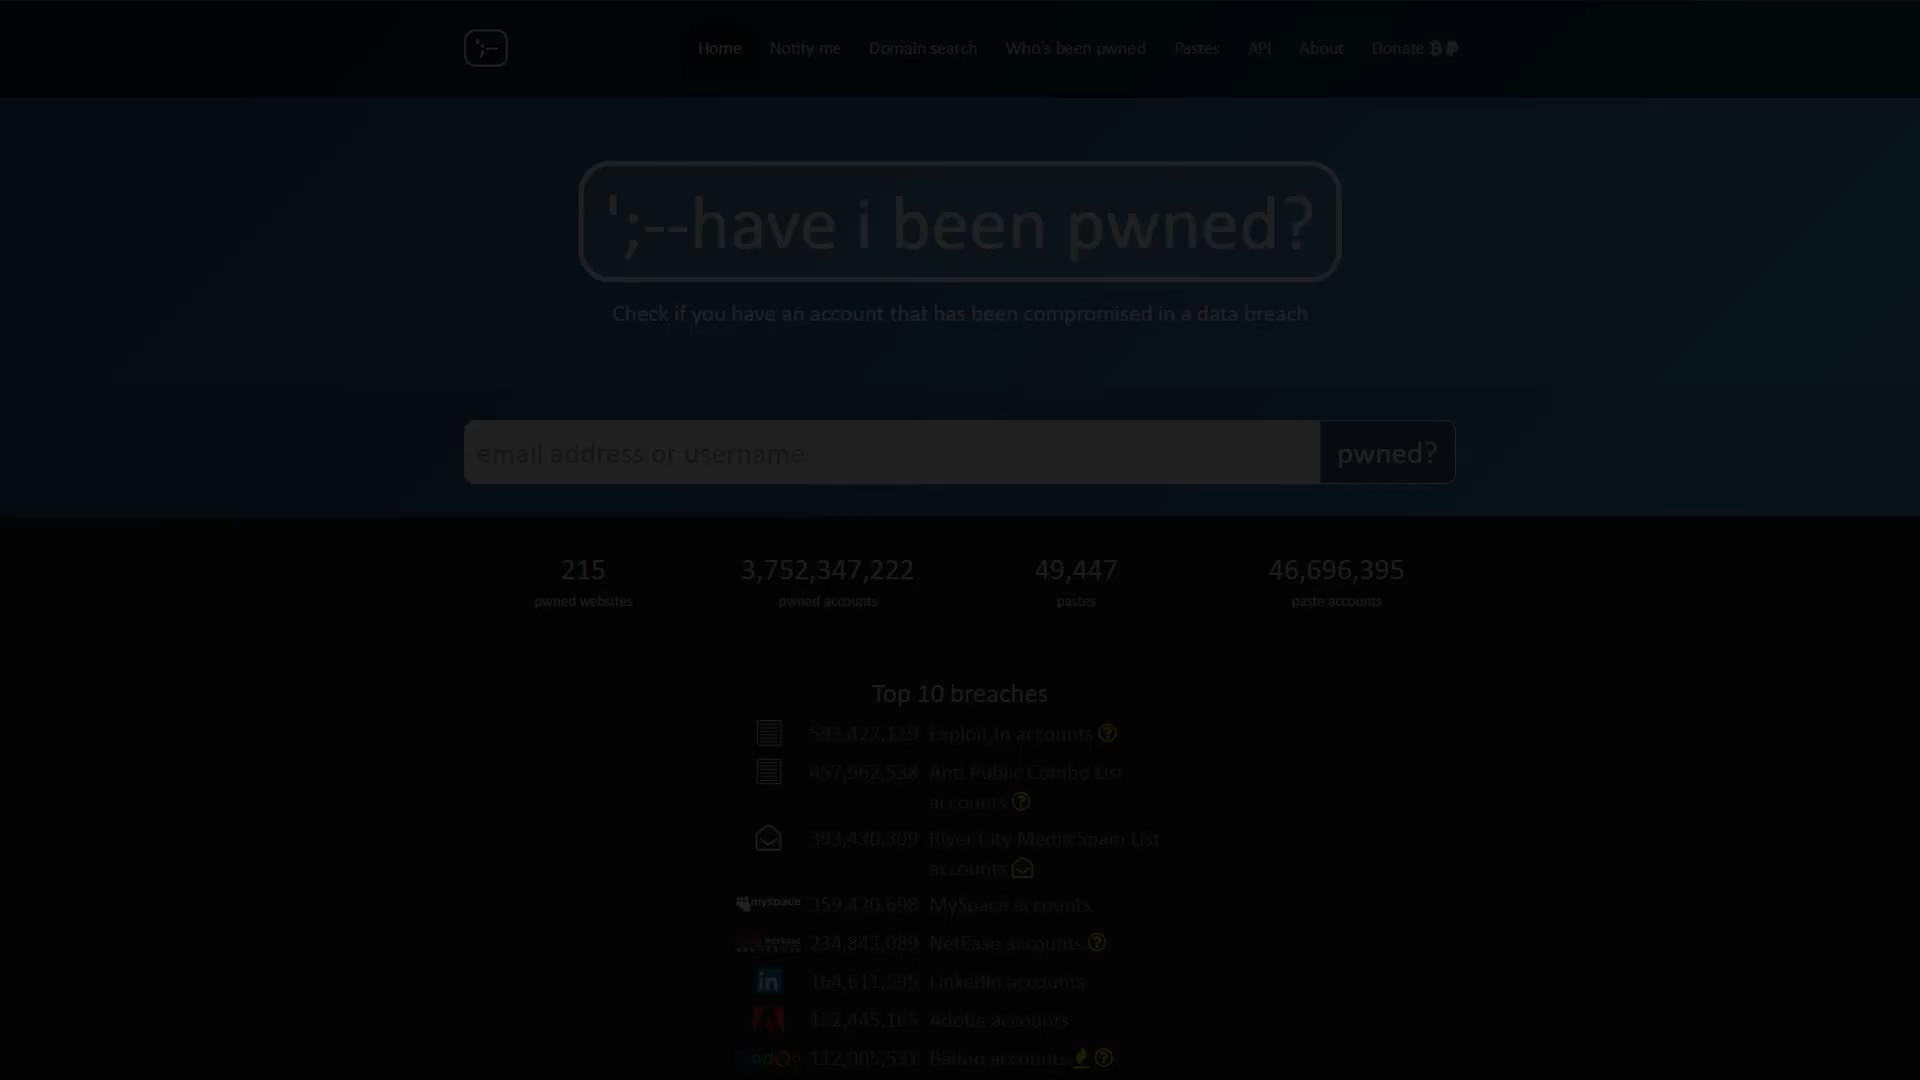 ';--
Home Notify me Domain search Who's been pwned Pastes API About Donate
';--have i been pwned?
Check if you have an account that has been compromised in a data breach
email address or username pwned?
215 3,752,347,222 49,447 46,696,395
pwned websites pwned accounts pastes paste accounts
Top 10 breaches
593,427,119 Exploit.In accounts
457,962,538 Anti Public Combo List
accounts
393,430,309 River City Media Spam List
accounts
myspace 359,420,698 MySpace accounts
234,842,089 NetEase accounts
in 164,611,595 LinkedIn accounts
152,445,165 Adobe accounts
112,005,531 Badoo accounts